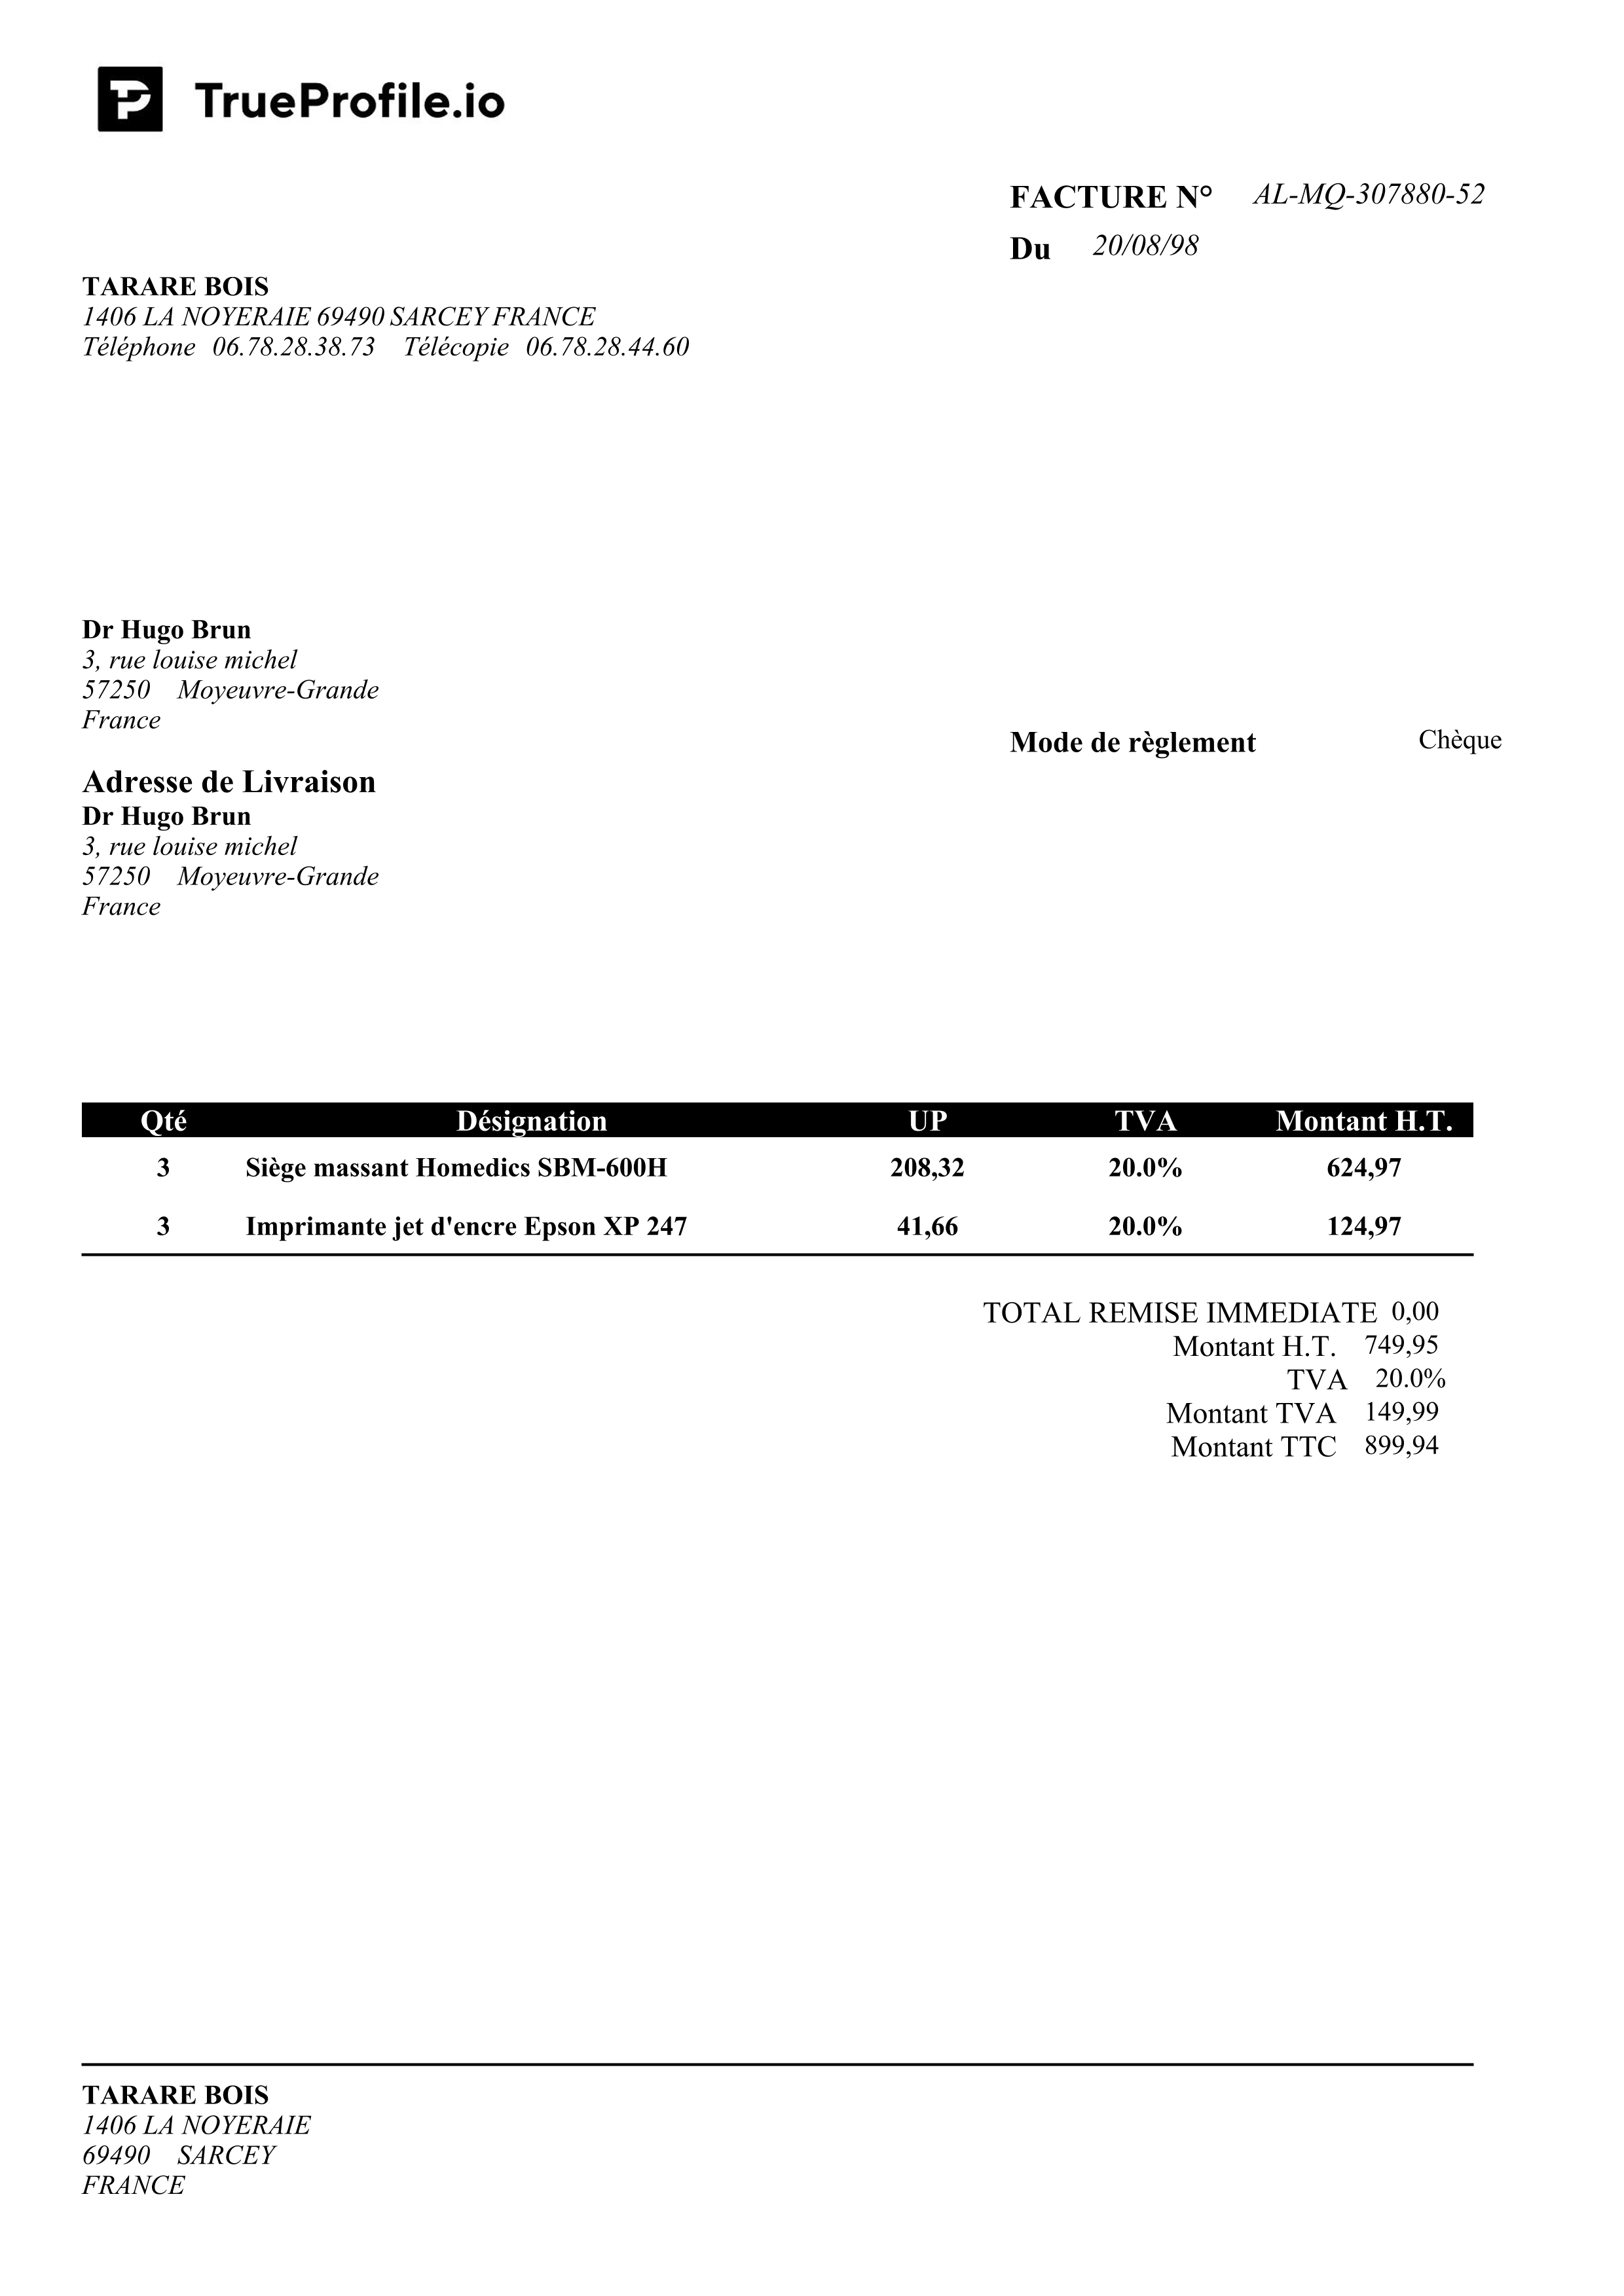 TrueProfile.io
FACTURE N° AL-MQ-307880-52
Du 20/08/98
TARARE BOIS
1406 LA NOYERAIE 69490 SARCEY FRANCE
Téléphone 06.78.28.38.73 Télécopie 06.78.28.44.60
Dr Hugo Brun
3, rue louise michel
57250 Moyeuvre-Grande
France
Mode de règlement Chèque
Adresse de Livraison
Dr Hugo Brun
3, rue louise michel
57250 Moyeuvre-Grande
France
Qté Désignation UP TVA Montant H.T.
3 Siège massant Homedics SBM-600H 208,32 20.0% 624,97
3 Imprimante jet d'encre Epson XP 247 41,66 20.0% 124,97
TOTAL REMISE IMMEDIATE 0,00
Montant H.T. 749,95
TVA 20.0%
Montant TVA 149,99
Montant TTC 899,94
TARARE BOIS
1406 LA NOYERAIE
69490 SARCEY
FRANCE